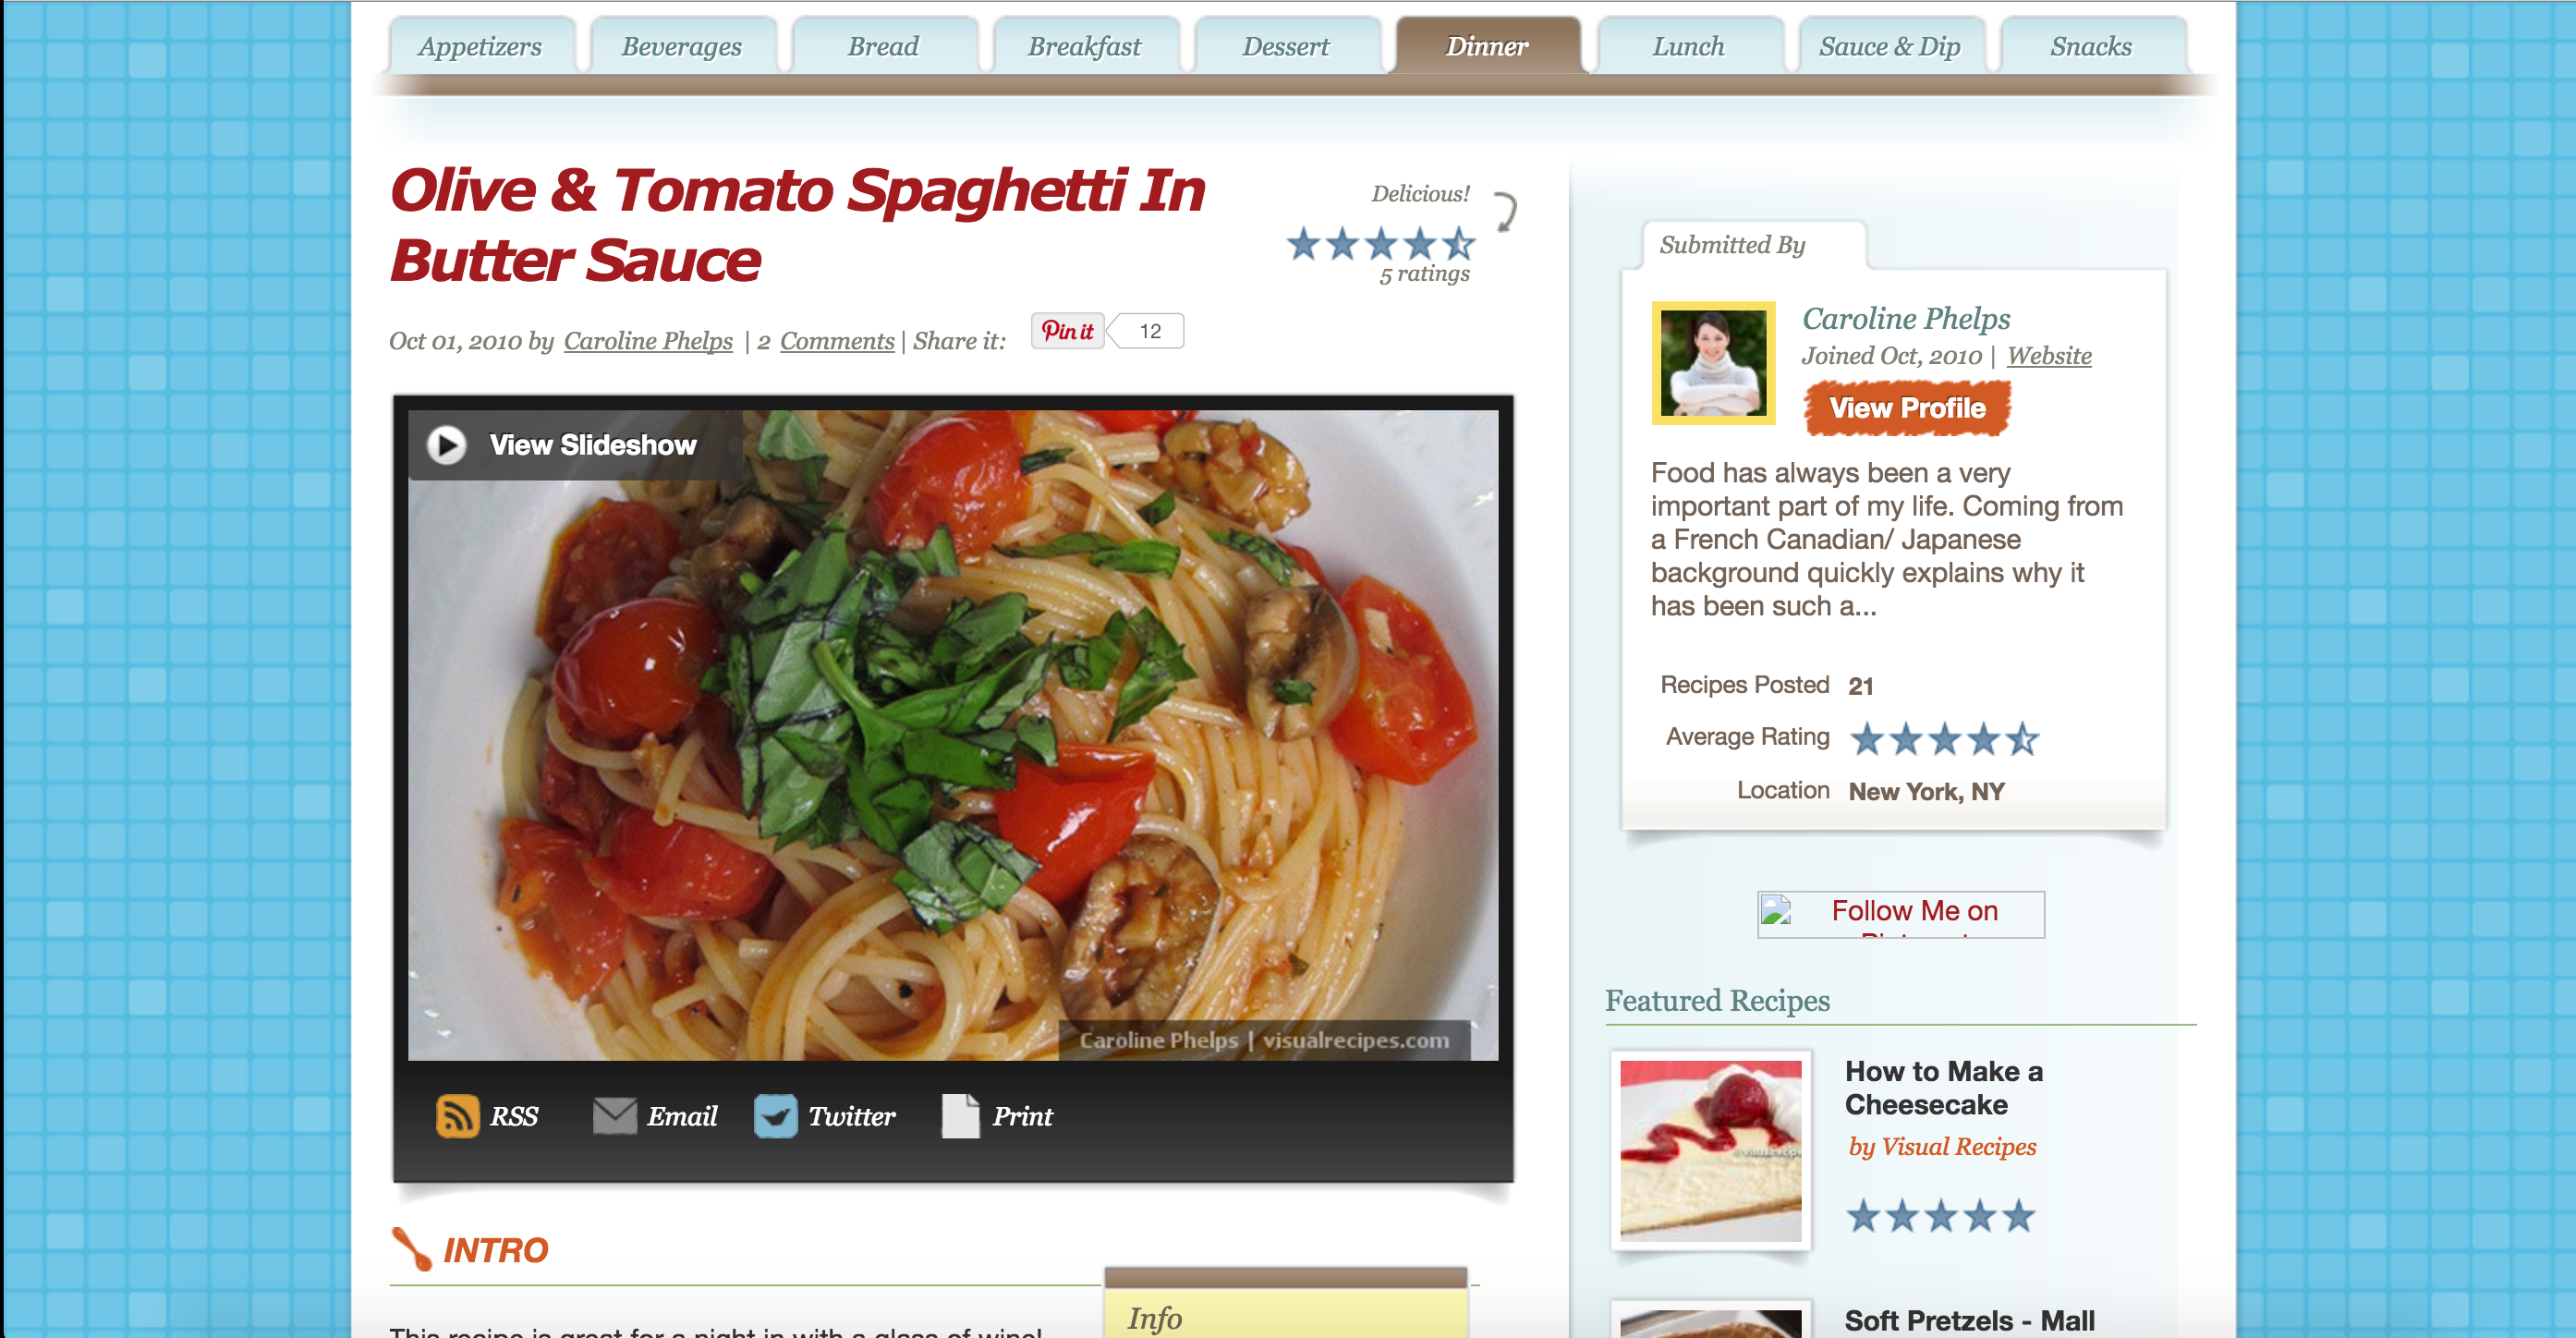 Appetizers
Beverages
Bread
Breakfast
Dessert
Dinner
Lunch
Sauce & Dip
Snacks
Olive & Tomato Spaghetti In
Butter Sauce
Delicious!
5 ratings
Oct 01, 2010 by Caroline Phelps | 2 Comments | Share it:
Pin it
12
View Slideshow
Caroline Phelps | visualrecipes.com
RSS
Email
Twitter
Print
INTRO
This recipe is great for a night in with a glass of wine!
Info
Submitted By
Caroline Phelps
Joined Oct, 2010 | Website
View Profile
Food has always been a very
important part of my life. Coming from
a French Canadian/ Japanese
background quickly explains why it
has been such a...
Recipes Posted 21
Average Rating
Location New York, NY
Follow Me on
Featured Recipes
How to Make a
Cheesecake
by Visual Recipes
Soft Pretzels - Mall